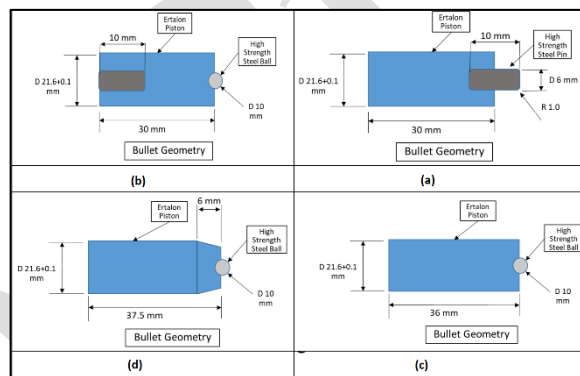 Ertalon
Piston
10 mm
High
Strength
Steel Ball
D 21.6+0.1
mm
D 10
mm
30 mm
Bullet Geometry
(b)
Ertalon
Piston
10 mm
High
Strength
Steel Pin
D 21.6+0.1
mm
D 6 mm
R 1.0
30 mm
Bullet Geometry
(a)
Ertalon
Piston
6 mm
High
Strength
Steel Ball
D 21.6+0.1
mm
D 10
mm
37.5 mm
Bullet Geometry
(d)
Ertalon
Piston
High
Strength
Steel Ball
D 21.6+0.1
mm
D 10
mm
36 mm
Bullet Geometry
(c)